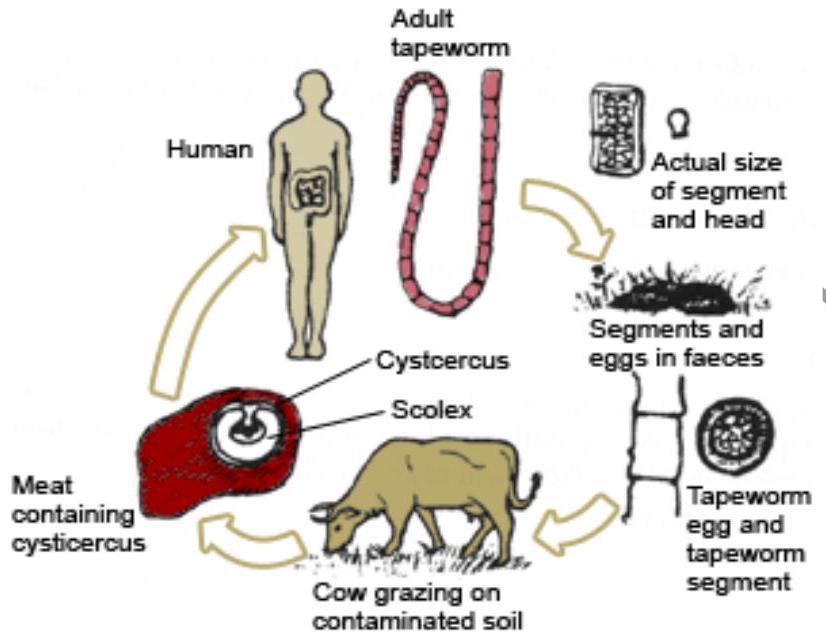 Adult
tapeworm
Human
Actual size
of segment
and head
Segments and
eggs in faeces
Cystcercus
Scolex
Meat
containing
cysticercus
Tapeworm
egg and
tapeworm
segment
Cow grazing on
contaminated soil